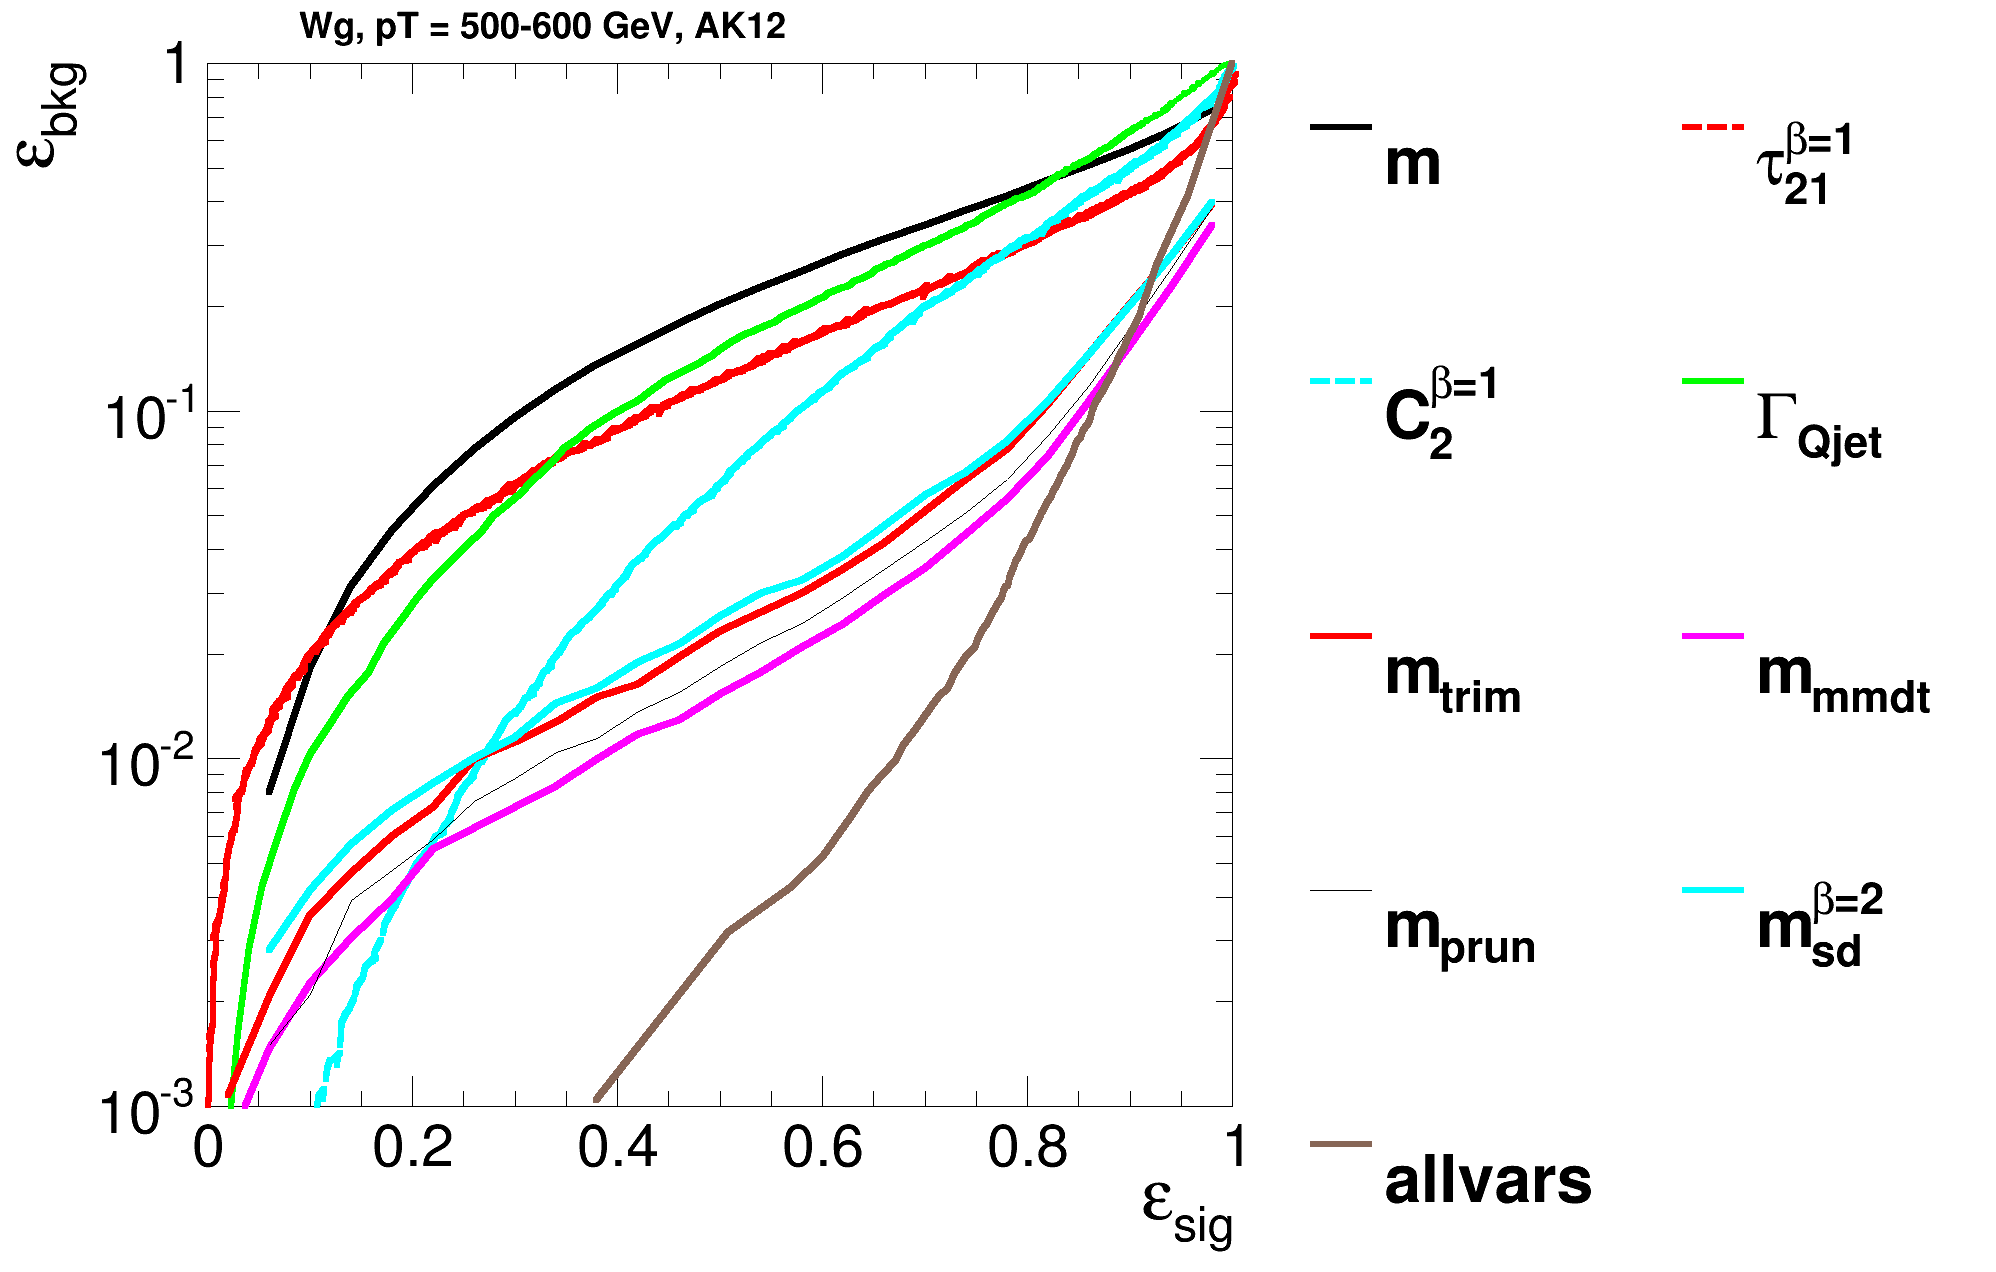 Wg, pT = 500-600 GeV, AK12
ε_bkg
1
10^-1
10^-2
10^-3
0 0.2 0.4 0.6 0.8 1
ε_sig
m τ_21^β=1
C_2^β=1 Γ_Qjet
m_trim m_mmdt
m_prun m_sd^β=2
allvars